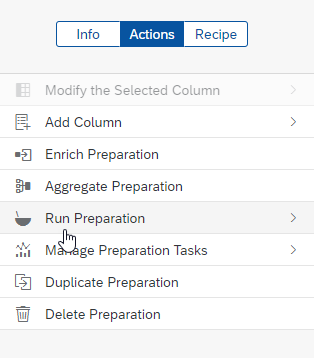 Info Actions Recipe
Modify the Selected Column
Add Column
Enrich Preparation
Aggregate Preparation
Run Preparation
Manage Preparation Tasks
Duplicate Preparation
Delete Preparation